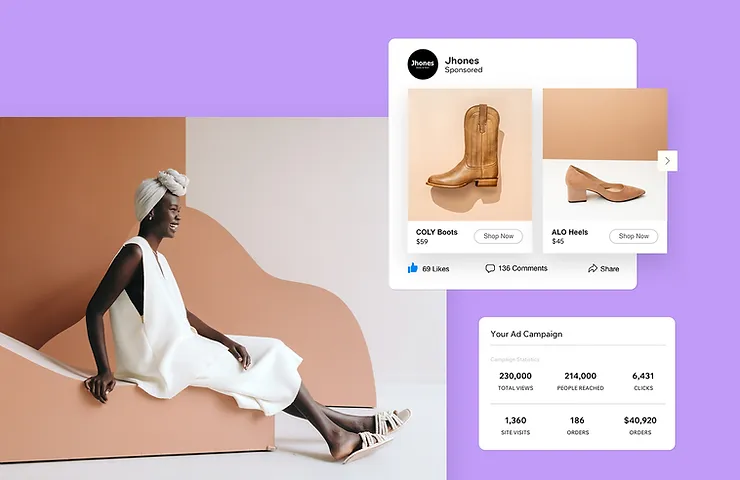 Jhones
Jhones
Sponsored
COLY Boots
$59
Shop Now
ALO Heels
$45
Shop Now
69 Likes
136 Comments
Share
Your Ad Campaign
Campaign Statistics
230,000
TOTAL VIEWS
214,000
PEOPLE REACHED
6,431
CLICKS
1,360
SITE VISITS
186
ORDERS
$40,920
ORDERS